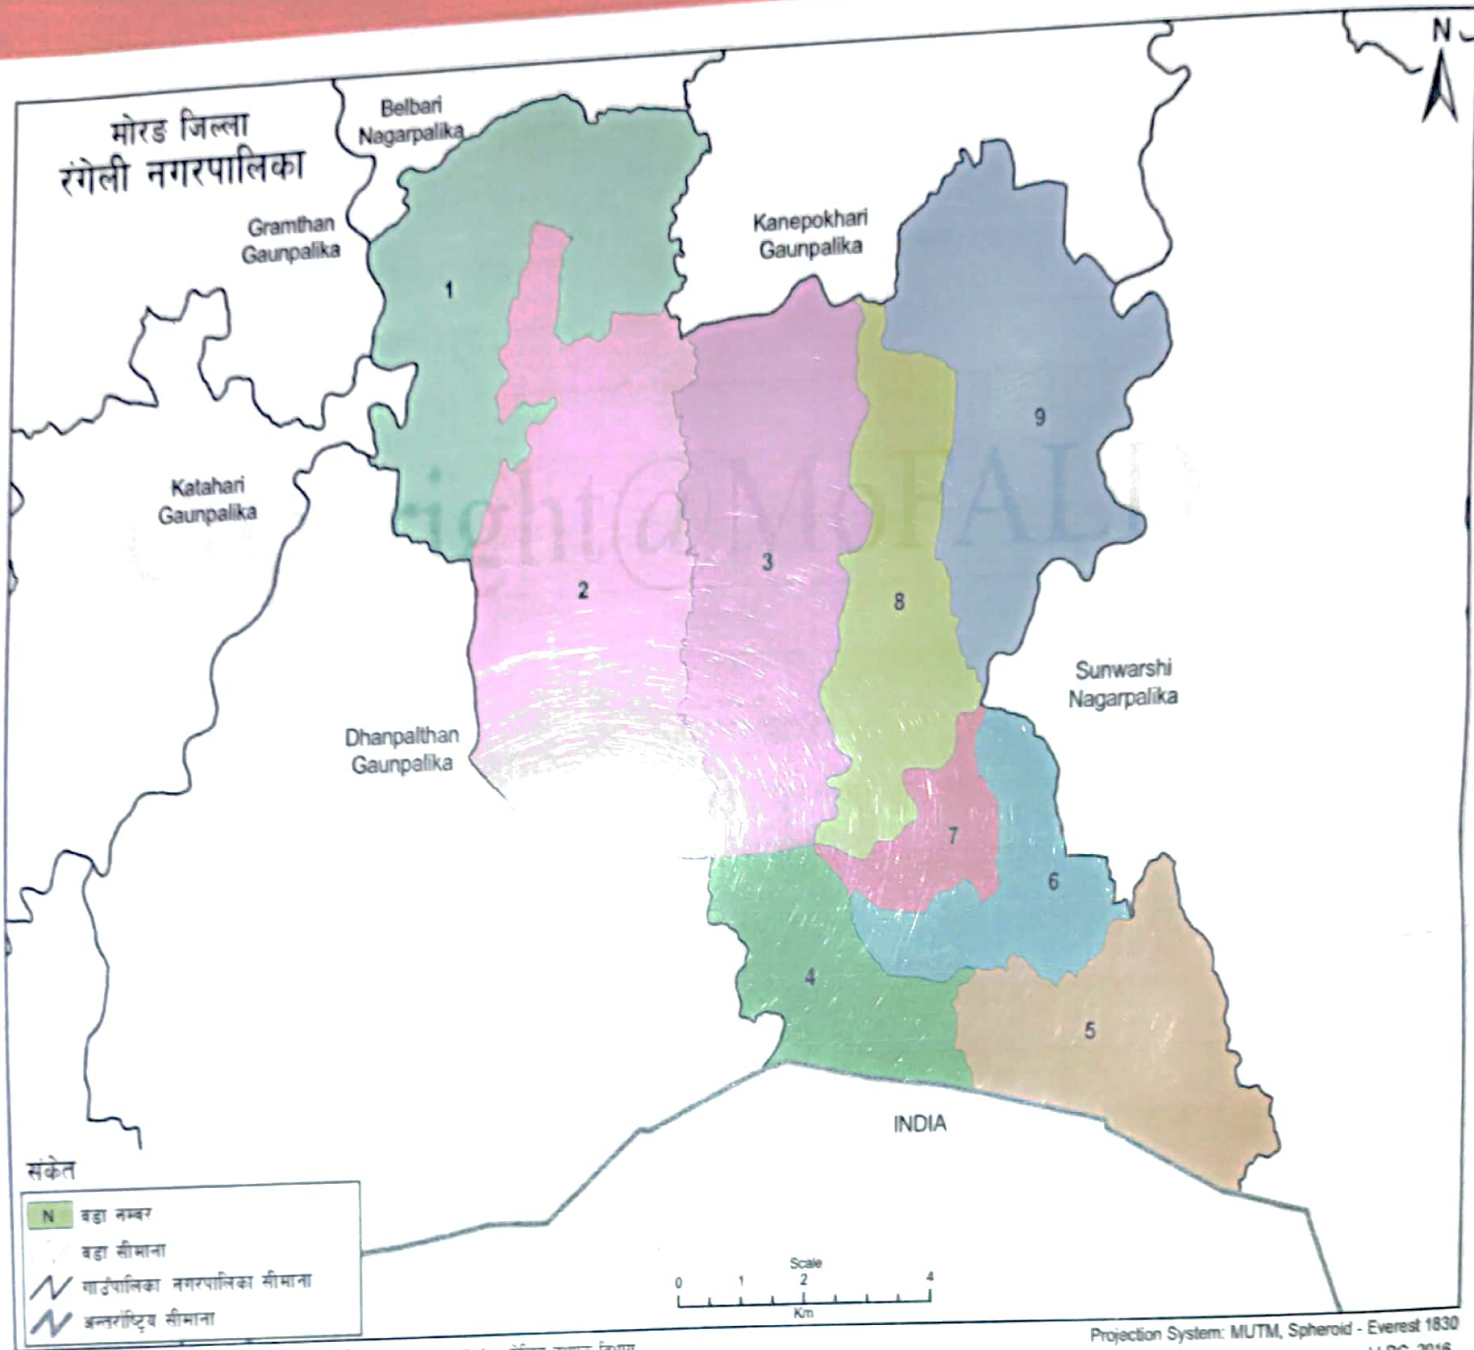 N
मोरङ जिल्ला
रंगेली नगरपालिका
Belbari
Nagarpalika
Gramthan
Gaunpalika
Kanepokhari
Gaunpalika
1
9
Katahari
Gaunpalika
right@MoFALD
3
2
8
Sunwarshi
Nagarpalika
Dhanpalthan
Gaunpalika
7
6
4
5
INDIA
संकेत
N वडा नम्बर
वडा सीमाना
गाउँपालिका नगरपालिका सीमाना
अन्तर्राष्ट्रिय सीमाना
Scale
0 1 2 4
Km
Projection System: MUTM, Spheroid - Everest 1830